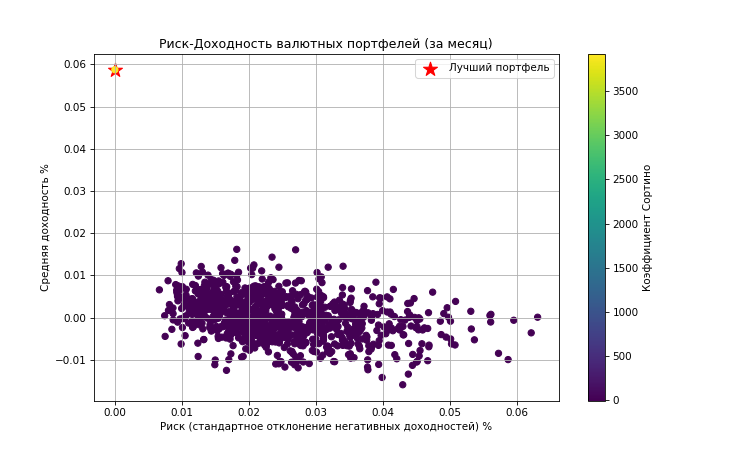 Риск-Доходность валютных портфелей (за месяц)
Лучший портфель
Средняя доходность %
0.06
0.05
0.04
0.03
0.02
0.01
0.00
−0.01
0.00 0.01 0.02 0.03 0.04 0.05 0.06
Риск (стандартное отклонение негативных доходностей) %
3500
3000
2500
2000
1500
1000
500
0
Коэффициент Сортино